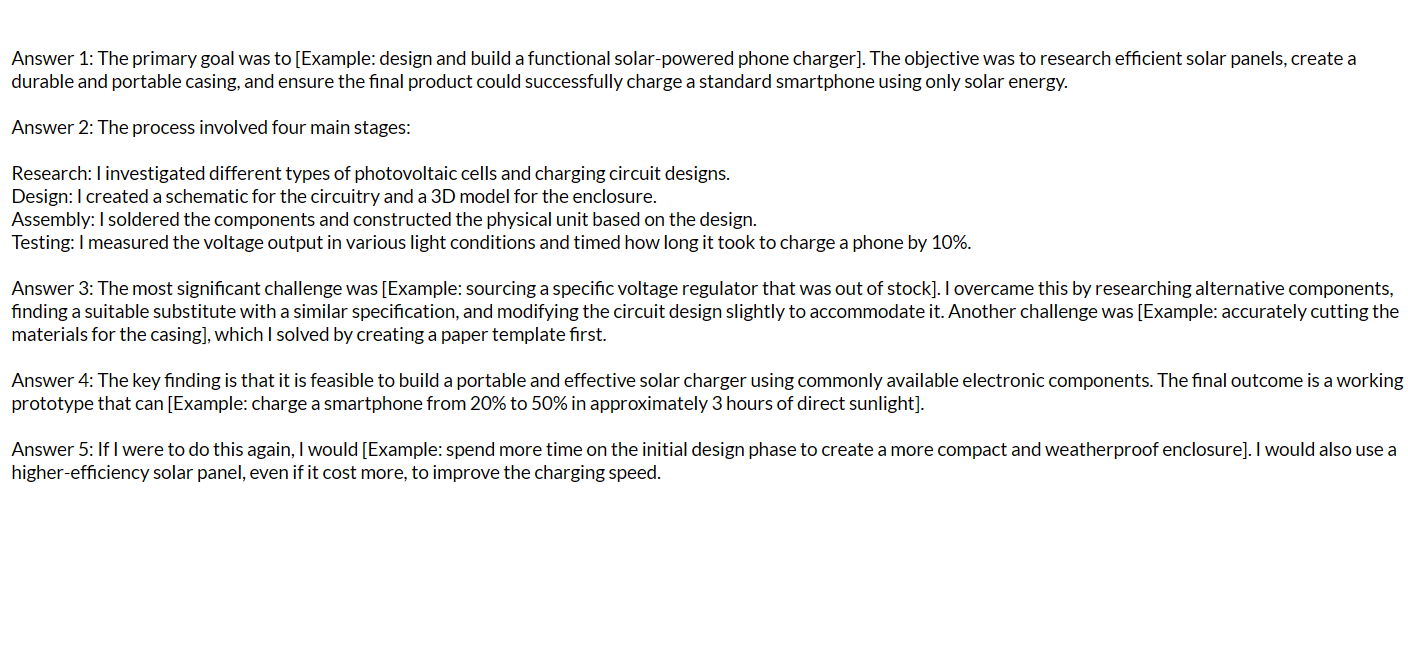 Answer 1: The primary goal was to [Example: design and build a functional solar-powered phone charger]. The objective was to research efficient solar panels, create a
durable and portable casing, and ensure the final product could successfully charge a standard smartphone using only solar energy.
Answer 2: The process involved four main stages:
Research: I investigated different types of photovoltaic cells and charging circuit designs.
Design: I created a schematic for the circuitry and a 3D model for the enclosure.
Assembly: I soldered the components and constructed the physical unit based on the design.
Testing: I measured the voltage output in various light conditions and timed how long it took to charge a phone by 10%.
Answer 3: The most significant challenge was [Example: sourcing a specific voltage regulator that was out of stock]. I overcame this by researching alternative components,
finding a suitable substitute with a similar specification, and modifying the circuit design slightly to accommodate it. Another challenge was [Example: accurately cutting the
materials for the casing], which I solved by creating a paper template first.
Answer 4: The key finding is that it is feasible to build a portable and effective solar charger using commonly available electronic components. The final outcome is a working
prototype that can [Example: charge a smartphone from 20% to 50% in approximately 3 hours of direct sunlight].
Answer 5: If I were to do this again, I would [Example: spend more time on the initial design phase to create a more compact and weatherproof enclosure]. I would also use a
higher-efficiency solar panel, even if it cost more, to improve the charging speed.